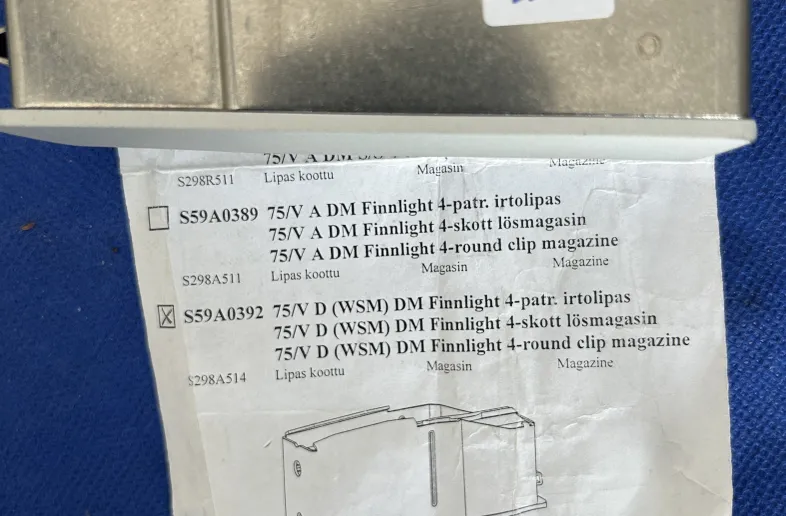 75/V A DM
S298R511 Lipas koottu Magasin Magazine
S59A0389 75/V A DM Finnlight 4-patr. irtolipas
75/V A DM Finnlight 4-skott lösmagasin
75/V A DM Finnlight 4-round clip magazine
S298A511 Lipas koottu Magasin Magazine
X S59A0392 75/V D (WSM) DM Finnlight 4-patr. irtolipas
75/V D (WSM) DM Finnlight 4-skott lösmagasin
75/V D (WSM) DM Finnlight 4-round clip magazine
S298A514 Lipas koottu Magasin Magazine